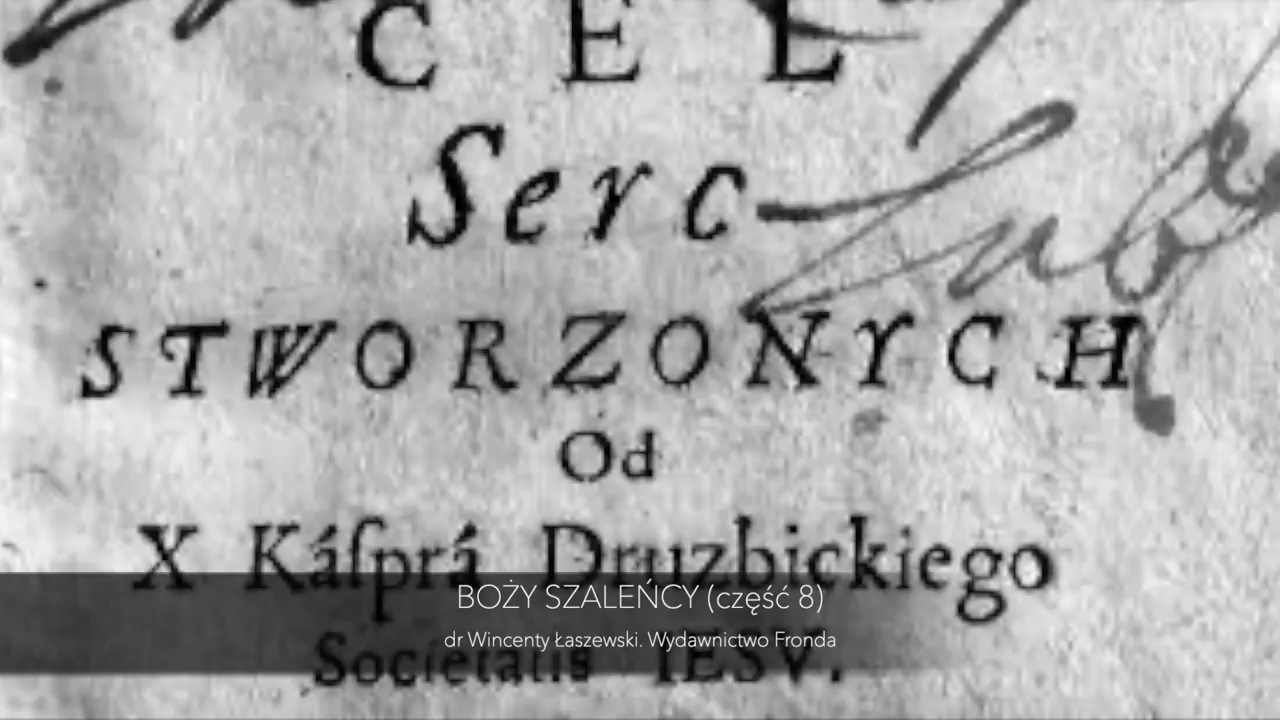 CEL
Serc
STWORZONYCH
Od
X Káſprá Druzbickiego
BOŻY SZALEŃCY (część 8)
dr Wincenty Łaszewski. Wydawnictwo Fronda
Societatis IESV.